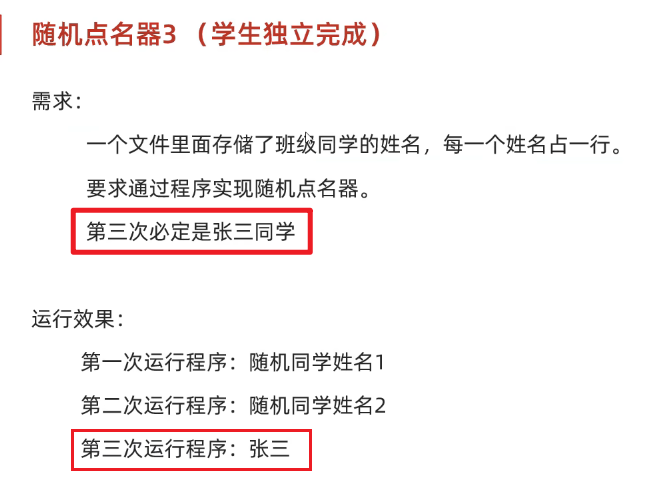 随机点名器3（学生独立完成）
需求：
一个文件里面存储了班级同学的姓名，每一个姓名占一行。
要求通过程序实现随机点名器。
第三次必定是张三同学
运行效果：
第一次运行程序：随机同学姓名1
第二次运行程序：随机同学姓名2
第三次运行程序：张三